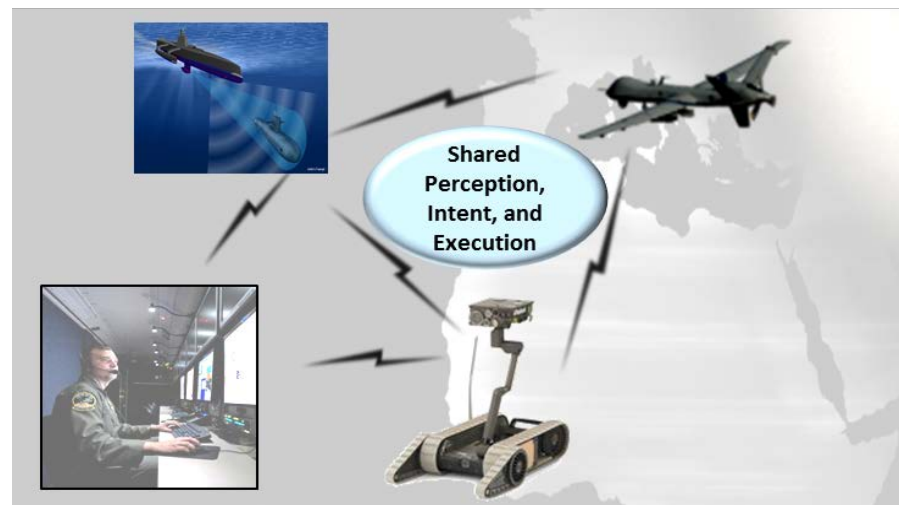 Shared
Perception,
Intent, and
Execution